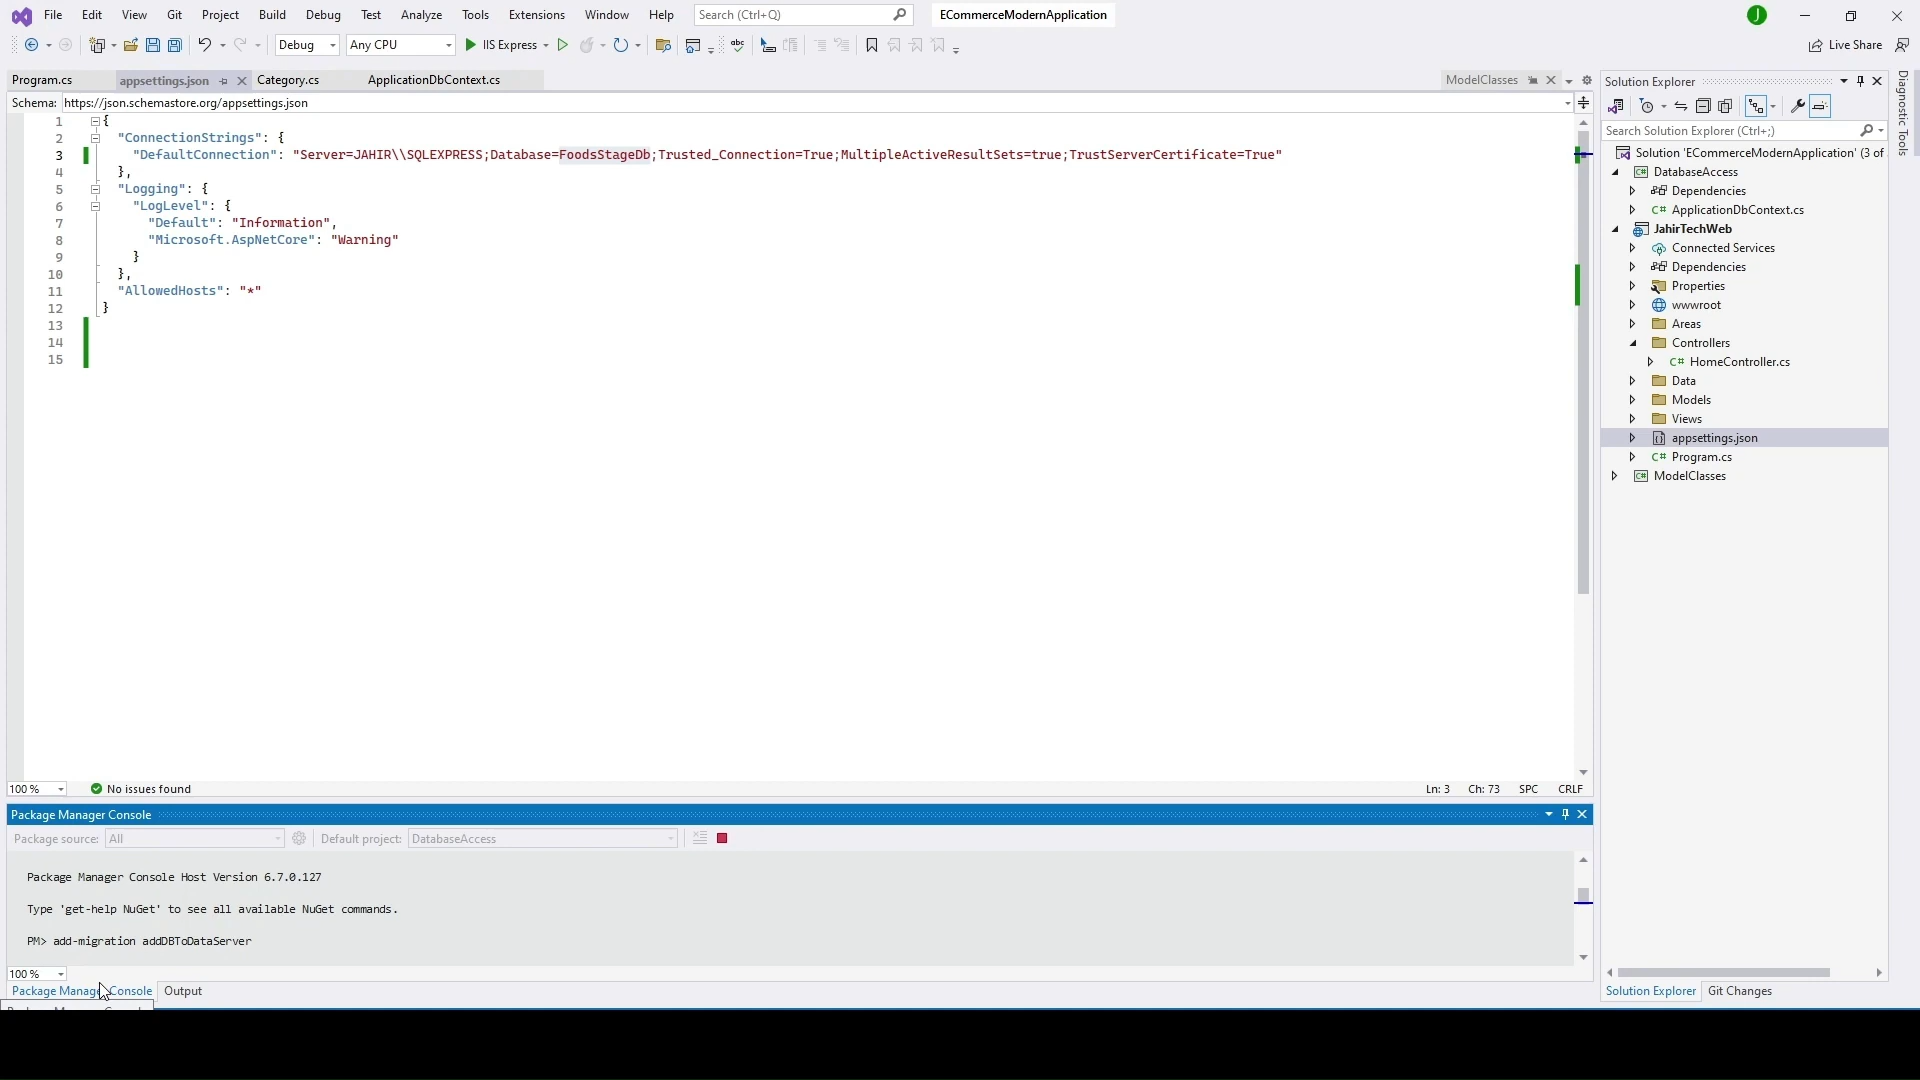 File Edit View Git Project Build Debug Test Analyze Tools Extensions Window Help Search (Ctrl+Q) ECommerceModernApplication J
Debug Any CPU IIS Express Live Share
Program.cs appsettings.json Category.cs ApplicationDbContext.cs ModelClasses
Schema: https://json.schemastore.org/appsettings.json
1 {
2 "ConnectionStrings": {
3 "DefaultConnection": "Server=JAHIR\\SQLEXPRESS;Database=FoodsStageDb;Trusted_Connection=True;MultipleActiveResultSets=true;TrustServerCertificate=True"
4 },
5 "Logging": {
6 "LogLevel": {
7 "Default": "Information",
8 "Microsoft.AspNetCore": "Warning"
9 }
10 },
11 "AllowedHosts": "*"
12 }
13
14
15
100 % No issues found Ln: 3 Ch: 73 SPC CRLF
Package Manager Console
Package source: All Default project: DatabaseAccess
Package Manager Console Host Version 6.7.0.127
Type 'get-help NuGet' to see all available NuGet commands.
PM> add-migration addDBToDataServer
100 %
Package Manager Console Output
Solution Explorer
Search Solution Explorer (Ctrl+;)
Solution 'ECommerceModernApplication' (3 of
DatabaseAccess
Dependencies
C# ApplicationDbContext.cs
JahirTechWeb
Connected Services
Dependencies
Properties
wwwroot
Areas
Controllers
C# HomeController.cs
Data
Models
Views
appsettings.json
C# Program.cs
ModelClasses
Solution Explorer Git Changes
Diagnostic Tools